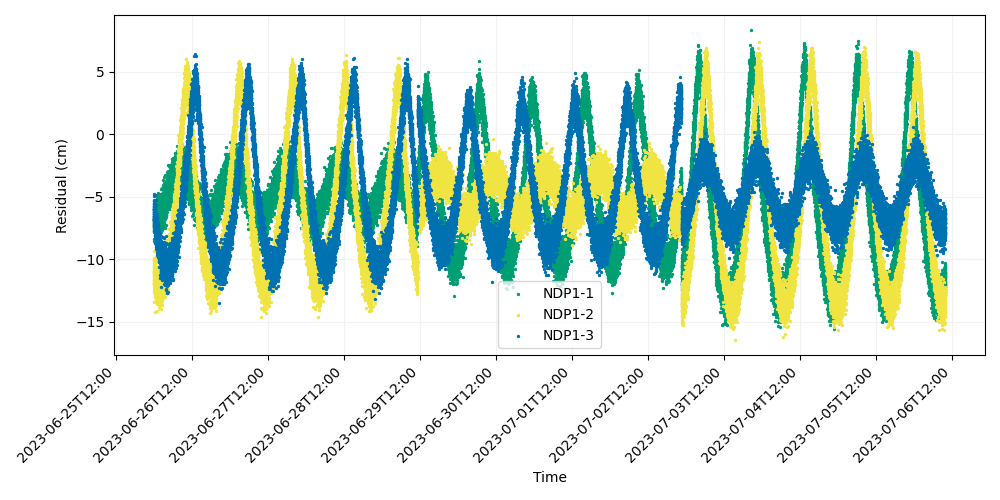 5
0
−5
−10
−15
Residual (cm)
NDP1-1
NDP1-2
NDP1-3
2023-06-25T12:00
2023-06-26T12:00
2023-06-27T12:00
2023-06-28T12:00
2023-06-29T12:00
2023-06-30T12:00
2023-07-01T12:00
2023-07-02T12:00
2023-07-03T12:00
2023-07-04T12:00
2023-07-05T12:00
2023-07-06T12:00
Time